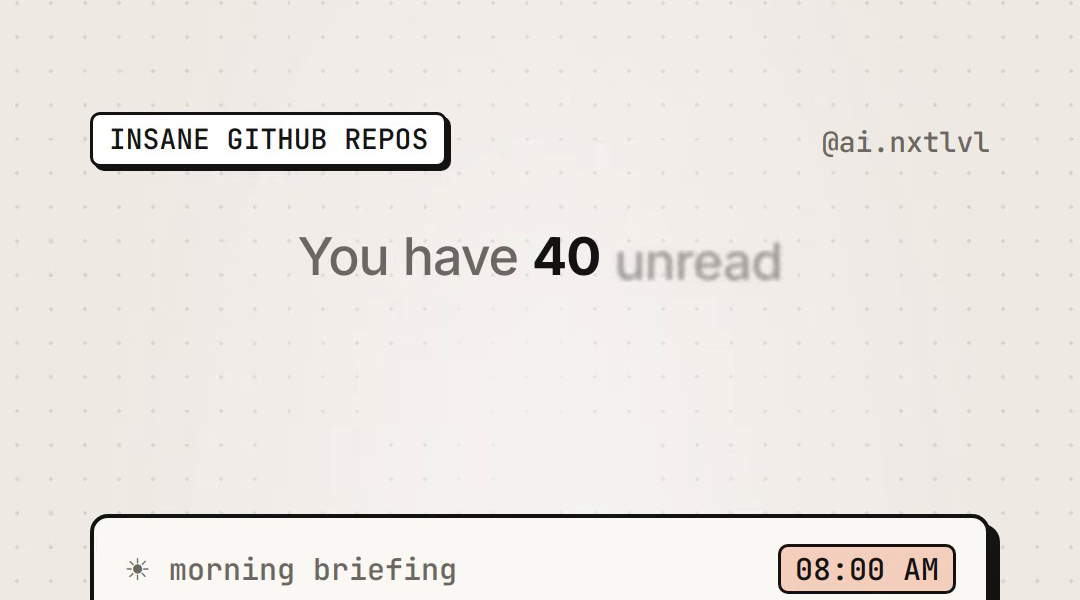 INSANE GITHUB REPOS
@ai.nxtlvl
You have 40 unread
☀ morning briefing
08:00 AM